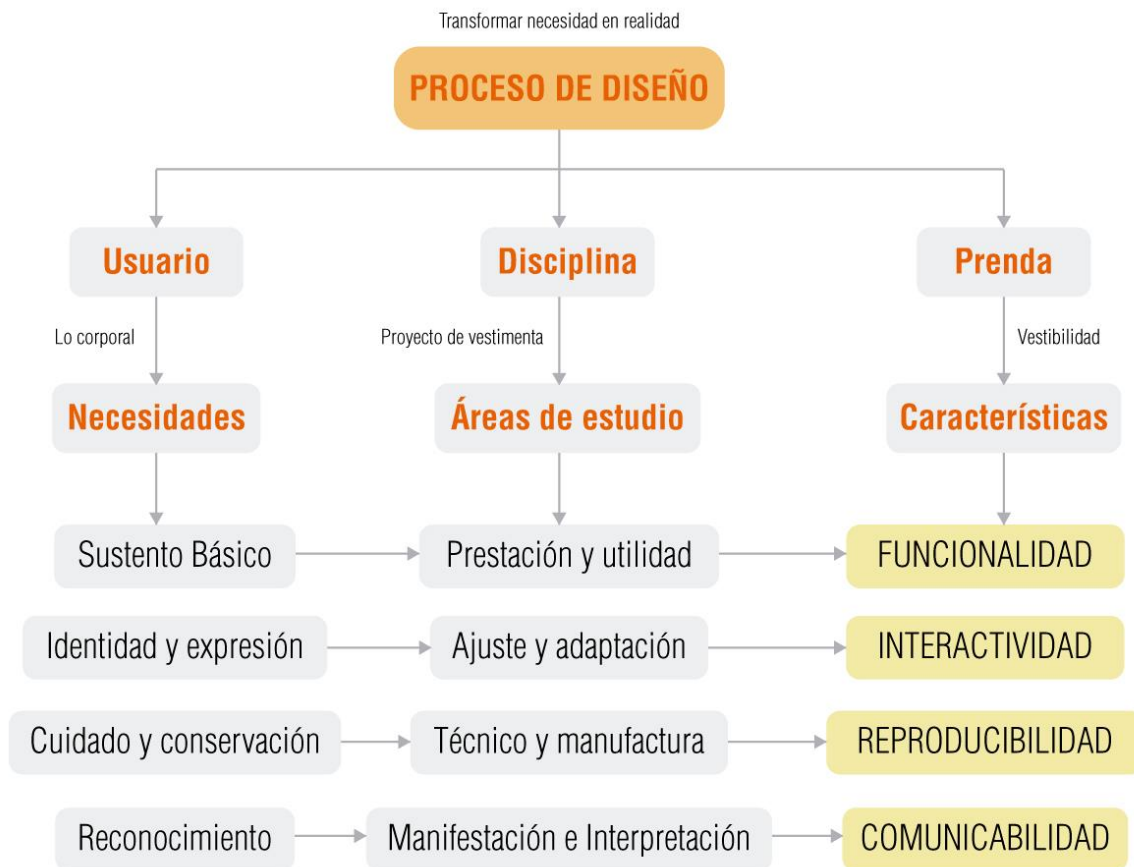 Transformar necesidad en realidad
PROCESO DE DISEÑO
Usuario
Disciplina
Prenda
Lo corporal
Proyecto de vestimenta
Vestibilidad
Necesidades
Áreas de estudio
Característícas
Sustento Básico
Prestación y utilidad
FUNCIONALIDAD
Identidad y expresión
Ajuste y adaptación
INTERACTIVIDAD
Cuidado y conservación
Técnico y manufactura
REPRODUCIBILIDAD
Reconocimiento
Manifestación e Interpretación
COMUNICABILIDAD